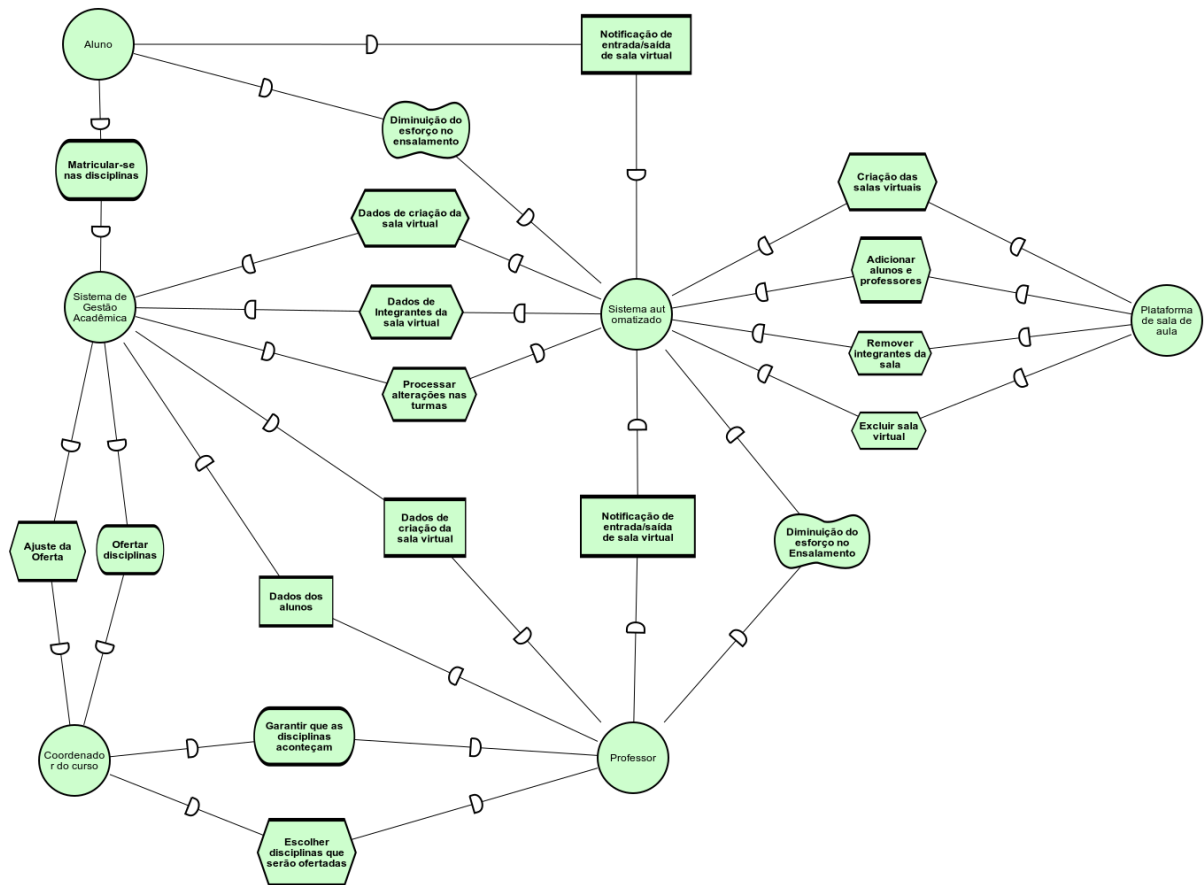 Aluno
Notificação de
entrada/saída
de sala virtual
Diminuição do
esforço no
ensalamento
Matricular-se
nas disciplinas
Criação das
salas virtuais
Dados de criação da
sala virtual
Adicionar
alunos e
professores
Sistema de
Gestão
Acadêmica
Dados de
Integrantes da
sala virtual
Sistema aut
omatizado
Plataforma
de sala de
aula
Remover
integrantes da
sala
Processar
alterações nas
turmas
Excluir sala
virtual
Ajuste da
Oferta
Ofertar
disciplinas
Dados de
criação da
sala virtual
Notificação de
entrada/saída
de sala virtual
Diminuição do
esforço no
Ensalamento
Dados dos
alunos
Garantir que as
disciplinas
aconteçam
Coordenado
r do curso
Professor
Escolher
disciplinas que
serão ofertadas